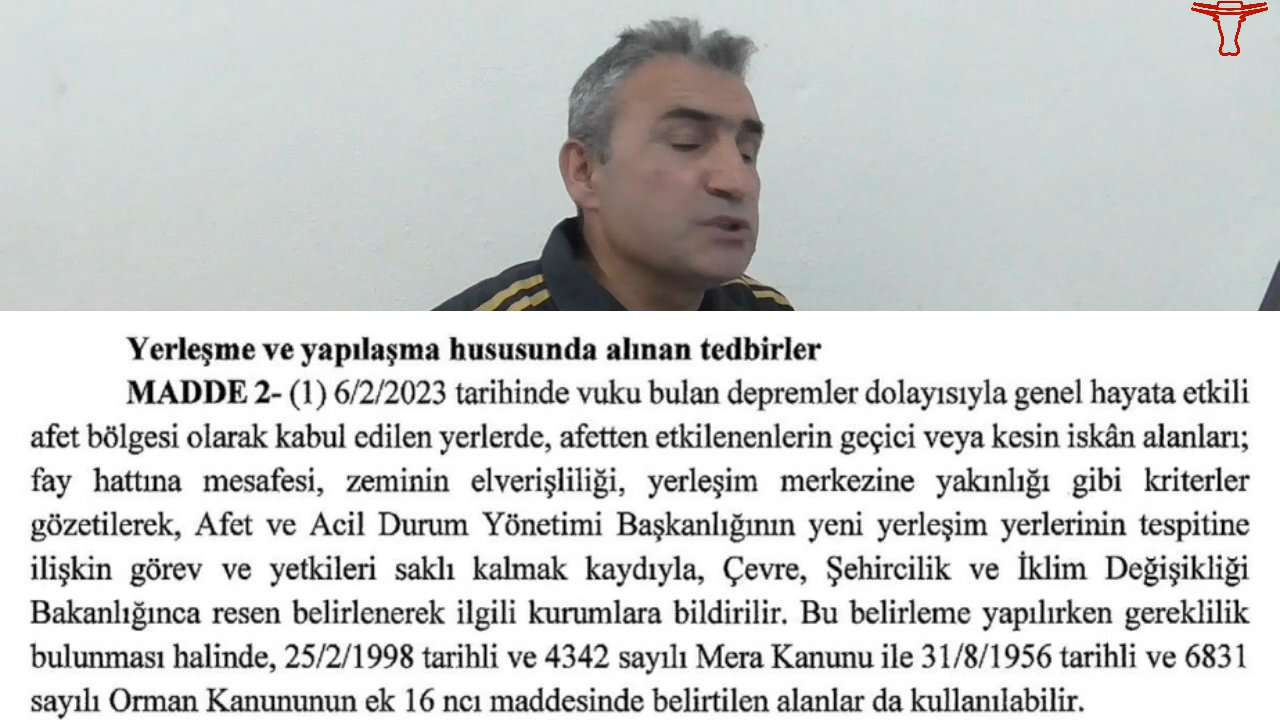 Yerleşme ve yapılaşma hususunda alınan tedbirler
MADDE 2- (1) 6/2/2023 tarihinde vuku bulan depremler dolayısıyla genel hayata etkili
afet bölgesi olarak kabul edilen yerlerde, afetten etkilenenlerin geçici veya kesin iskân alanları;
fay hattına mesafesi, zeminin elverişliliği, yerleşim merkezine yakınlığı gibi kriterler
gözetilerek, Afet ve Acil Durum Yönetimi Başkanlığının yeni yerleşim yerlerinin tespitine
ilişkin görev ve yetkileri saklı kalmak kaydıyla, Çevre, Şehircilik ve İklim Değişikliği
Bakanlığınca resen belirlenerek ilgili kurumlara bildirilir. Bu belirleme yapılırken gereklilik
bulunması halinde, 25/2/1998 tarihli ve 4342 sayılı Mera Kanunu ile 31/8/1956 tarihli ve 6831
sayılı Orman Kanununun ek 16 ncı maddesinde belirtilen alanlar da kullanılabilir.